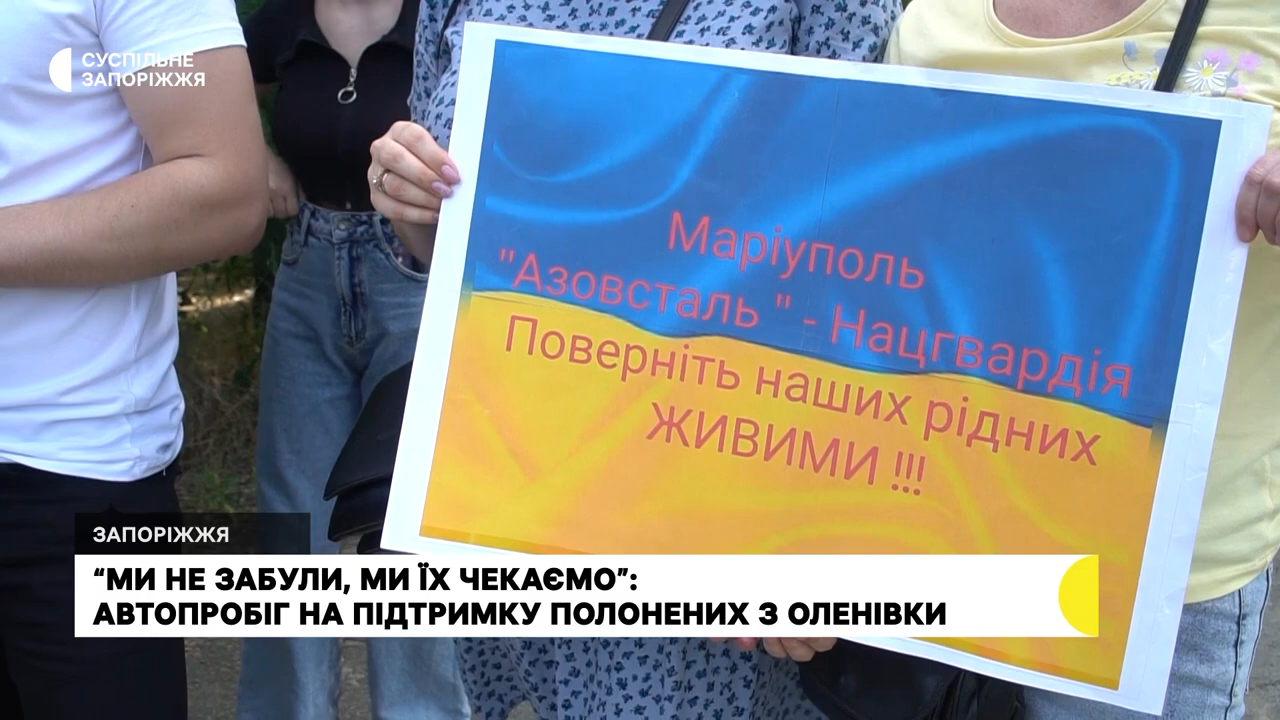 СУСПІЛЬНЕ
ЗАПОРІЖЖЯ
Маріуполь
"Азовсталь " - Нацгвардія
Поверніть наших рідних
ЖИВИМИ !!!
ЗАПОРІЖЖЯ
“МИ НЕ ЗАБУЛИ, МИ ЇХ ЧЕКАЄМО”:
АВТОПРОБІГ НА ПІДТРИМКУ ПОЛОНЕНИХ З ОЛЕНІВКИ